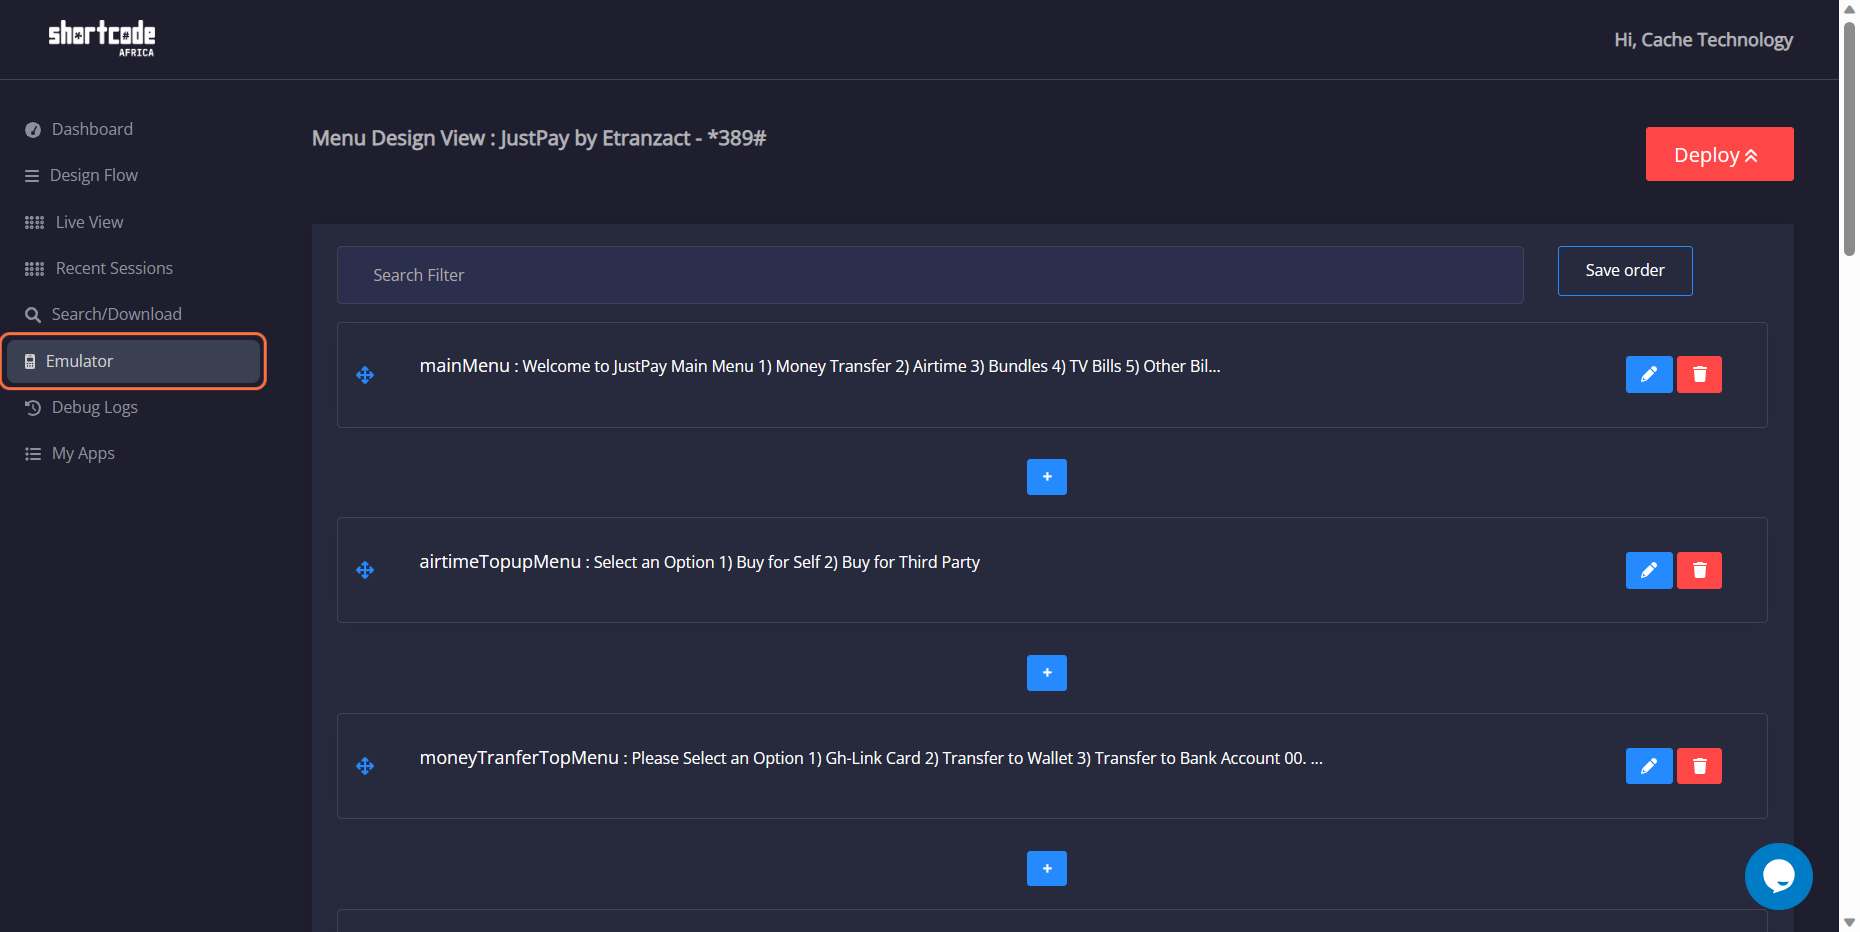 shortcode
AFRICA
Hi, Cache Technology
Dashboard
Design Flow
Live View
Recent Sessions
Search/Download
Emulator
Debug Logs
My Apps
Menu Design View : JustPay by Etranzact - *389#
Deploy
Search Filter
Save order
mainMenu : Welcome to JustPay Main Menu 1) Money Transfer 2) Airtime 3) Bundles 4) TV Bills 5) Other Bil...
+
airtimeTopupMenu : Select an Option 1) Buy for Self 2) Buy for Third Party
+
moneyTranferTopMenu : Please Select an Option 1) Gh-Link Card 2) Transfer to Wallet 3) Transfer to Bank Account 00. ...
+